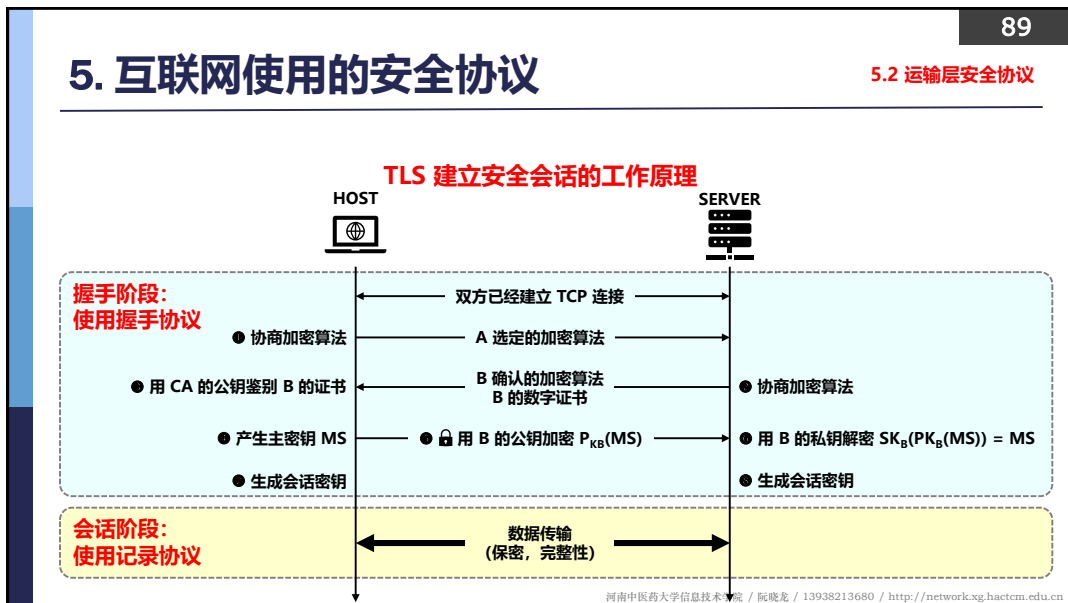 89
5. 互联网使用的安全协议
5.2 运输层安全协议
TLS 建立安全会话的工作原理
HOST
SERVER
握手阶段:
使用握手协议
双方已经建立 TCP 连接
协商加密算法
A 选定的加密算法
用 CA 的公钥鉴别 B 的证书
B 确认的加密算法
B 的数字证书
协商加密算法
产生主密钥 MS
用 B 的公钥加密 PKB(MS)
用 B 的私钥解密 SKB(PKB(MS)) = MS
生成会话密钥
生成会话密钥
会话阶段:
使用记录协议
数据传输
(保密，完整性)
河南中医药大学信息技术学院 / 阮晓龙 / 13938213680 / http://network.xg.hactcm.edu.cn